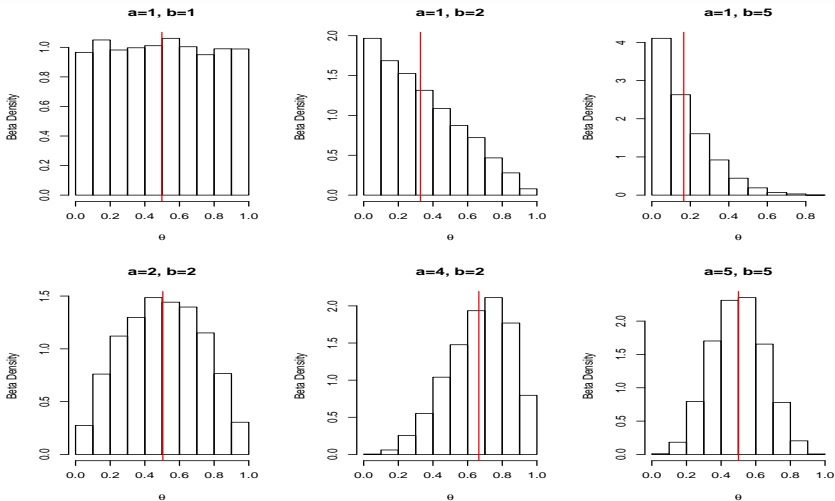 a=1, b=1
Beta Density
0.0 0.2 0.4 0.6 0.8 1.0
0.0 0.2 0.4 0.6 0.8 1.0
θ
a=1, b=2
Beta Density
0.0 0.5 1.0 1.5 2.0
0.0 0.2 0.4 0.6 0.8 1.0
θ
a=1, b=5
Beta Density
0 1 2 3 4
0.0 0.2 0.4 0.6 0.8
θ
a=2, b=2
Beta Density
0.0 0.5 1.0 1.5
0.0 0.2 0.4 0.6 0.8 1.0
θ
a=4, b=2
Beta Density
0.0 0.5 1.0 1.5 2.0
0.0 0.2 0.4 0.6 0.8 1.0
θ
a=5, b=5
Beta Density
0.0 0.5 1.0 1.5 2.0
0.0 0.2 0.4 0.6 0.8 1.0
θ